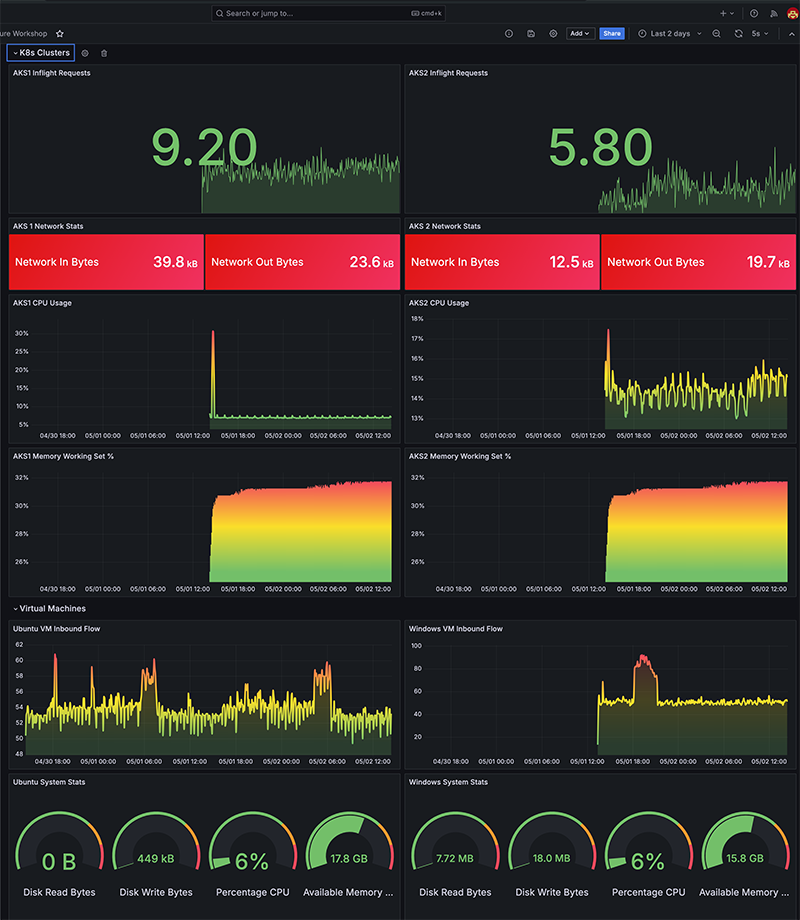 Search or jump to... cmd+k
ure Workshop Add Share Last 2 days 5s
K8s Clusters
AKS1 Inflight Requests AKS2 Inflight Requests
9.20 5.80
AKS 1 Network Stats AKS 2 Network Stats
Network In Bytes 39.8 kB Network Out Bytes 23.6 kB Network In Bytes 12.5 kB Network Out Bytes 19.7 kB
AKS1 CPU Usage AKS2 CPU Usage
30%
25%
20%
15%
10%
5%
04/30 18:00 05/01 00:00 05/01 06:00 05/01 12:00 05/01 18:00 05/02 00:00 05/02 06:00 05/02 12:00
18%
17%
16%
15%
14%
13%
04/30 18:00 05/01 00:00 05/01 06:00 05/01 12:00 05/01 18:00 05/02 00:00 05/02 06:00 05/02 12:00
AKS1 Memory Working Set % AKS2 Memory Working Set %
32%
30%
28%
26%
04/30 18:00 05/01 00:00 05/01 06:00 05/01 12:00 05/01 18:00 05/02 00:00 05/02 06:00 05/02 12:00
32%
30%
28%
26%
04/30 18:00 05/01 00:00 05/01 06:00 05/01 12:00 05/01 18:00 05/02 00:00 05/02 06:00 05/02 12:00
Virtual Machines
Ubuntu VM Inbound Flow Windows VM Inbound Flow
62
60
58
56
54
52
50
48
04/30 18:00 05/01 00:00 05/01 06:00 05/01 12:00 05/01 18:00 05/02 00:00 05/02 06:00 05/02 12:00
100
80
60
40
20
04/30 18:00 05/01 00:00 05/01 06:00 05/01 12:00 05/01 18:00 05/02 00:00 05/02 06:00 05/02 12:00
Ubuntu System Stats Windows System Stats
0 B 449 kB 6% 17.8 GB 7.72 MB 18.0 MB 6% 15.8 GB
Disk Read Bytes Disk Write Bytes Percentage CPU Available Memory ... Disk Read Bytes Disk Write Bytes Percentage CPU Available Memory ...